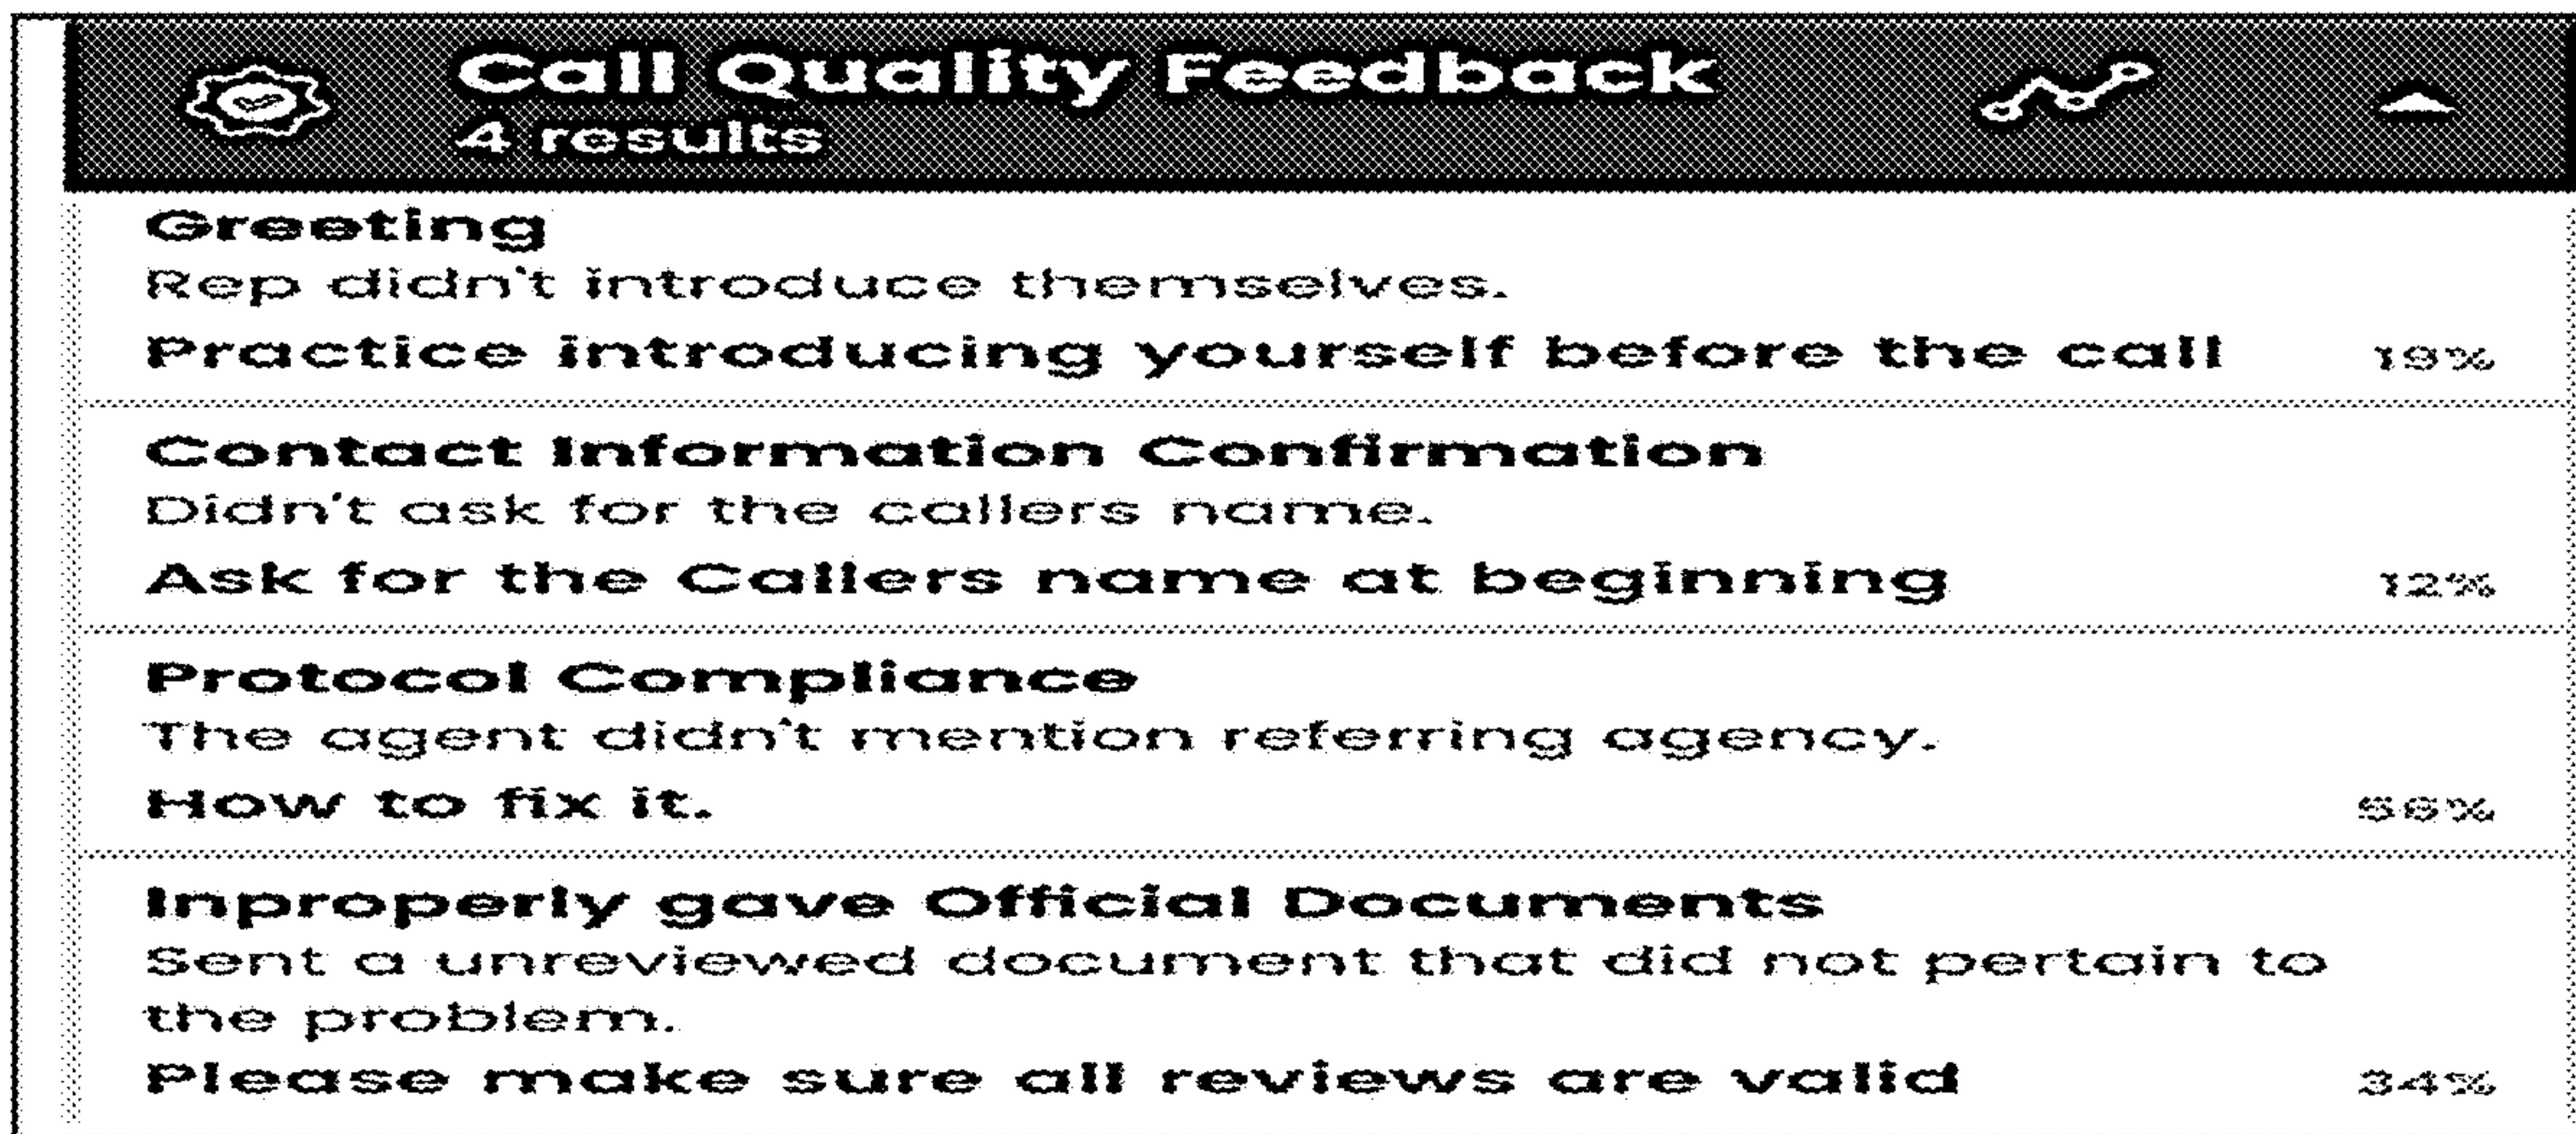 Call Quality Feedback
4 results
Greeting
Rep didn't introduce themselves.
Practice introducing yourself before the call
19%
Contact Information Confirmation
Didn't ask for the callers name.
Ask for the Callers name at beginning
12%
Protocol Compliance
The agent didn't mention referring agency.
How to fix it.
56%
Inproperly gave Official Documents
Sent a unreviewed document that did not pertain to
the problem.
Please make sure all reviews are valid
34%